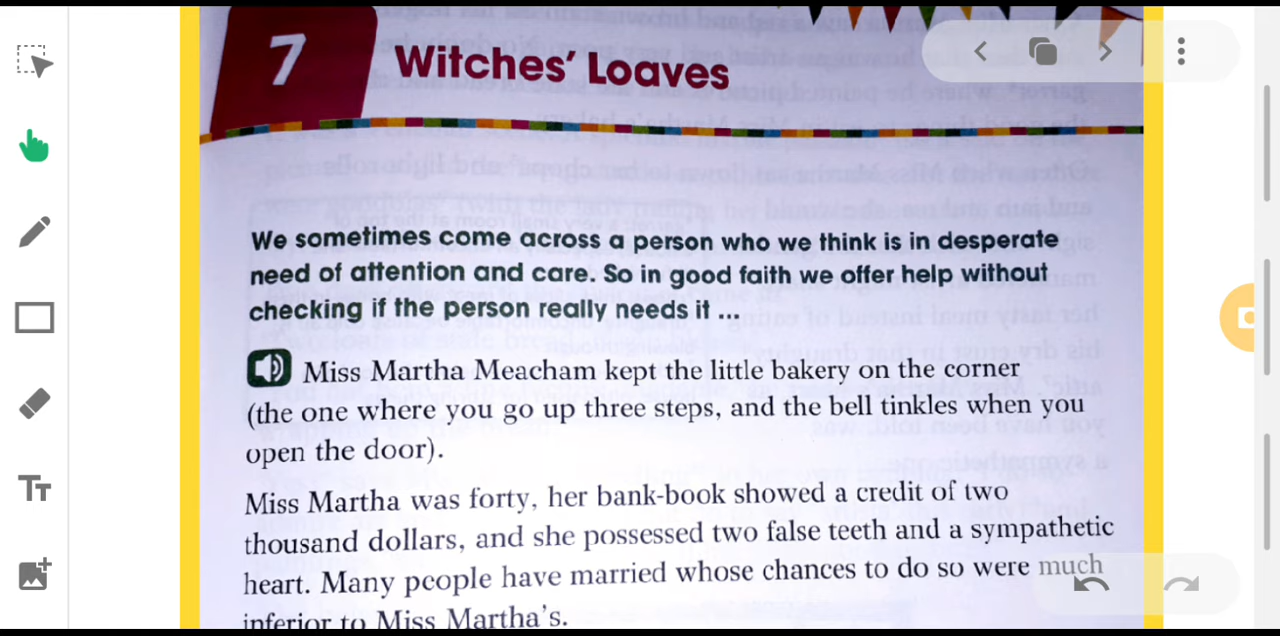 7
Witches' Loaves
We sometimes come across a person who we think is in desperate
need of attention and care. So in good faith we offer help without
checking if the person really needs it ...
Miss Martha Meacham kept the little bakery on the corner
(the one where you go up three steps, and the bell tinkles when you
open the door).
Miss Martha was forty, her bank-book showed a credit of two
thousand dollars, and she possessed two false teeth and a sympathetic
heart. Many people have married whose chances to do so were much
inferior to Miss Martha's.
TT